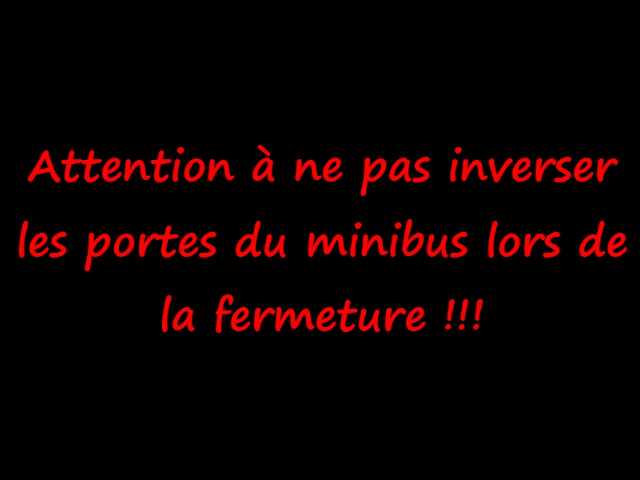 Attention à ne pas inverser
les portes du minibus lors de
la fermeture !!!